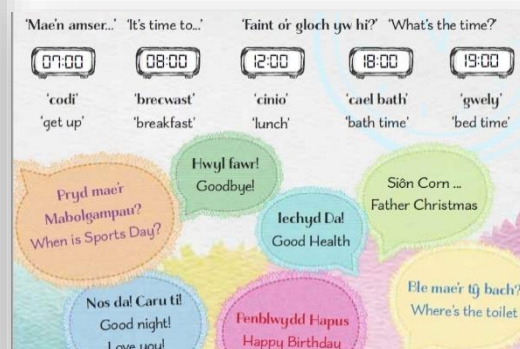 'Mae'n amser...' 'It's time to...' 'Faint o'r gloch yw hi?' 'What's the time?'
07:00 08:00 12:00 18:00 19:00
'codi' 'brecwast' 'cinio' 'cael bath' 'gwely'
'get up' 'breakfast' 'lunch' 'bath time' 'bed time'
Hwyl fawr!
Goodbye!
Pryd mae'r
Mabolgampau?
When is Sports Day?
Iechyd Da!
Good Health
Siôn Corn ...
Father Christmas
Nos da! Caru ti!
Good night!
Love you!
Penblwydd Hapus
Happy Birthday
Ble mae'r tŷ bach?
Where's the toilet